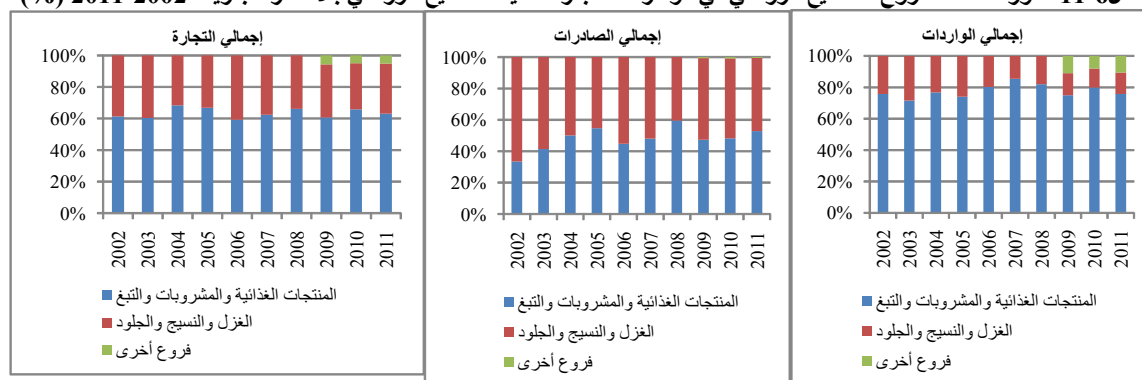 2002-2011 (%)
إجمالي الواردات
100%
80%
60%
40%
20%
0%
2002 2003 2004 2005 2006 2007 2008 2009 2010 2011
المنتجات الغذائية والمشروبات والتبغ
الغزل والنسيج والجلود
فروع أخرى
إجمالي الصادرات
100%
80%
60%
40%
20%
0%
2002 2003 2004 2005 2006 2007 2008 2009 2010 2011
المنتجات الغذائية والمشروبات والتبغ
الغزل والنسيج والجلود
فروع أخرى
إجمالي التجارة
100%
80%
60%
40%
20%
0%
2002 2003 2004 2005 2006 2007 2008 2009 2010 2011
المنتجات الغذائية والمشروبات والتبغ
الغزل والنسيج والجلود
فروع أخرى